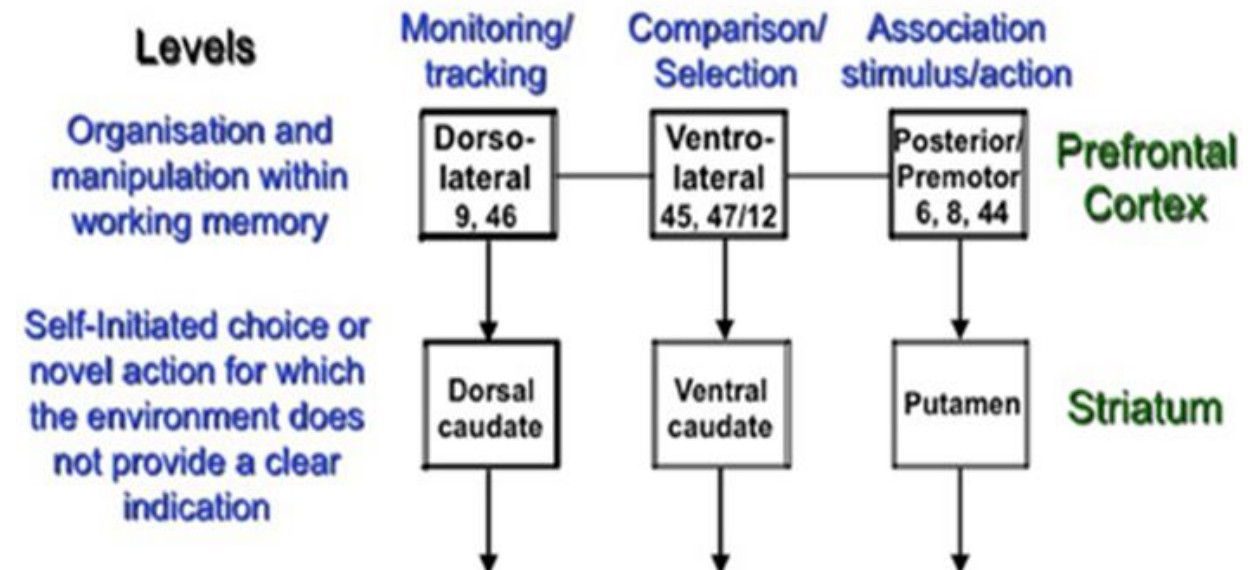 Levels
Monitoring/
tracking
Comparison/
Selection
Association
stimulus/action
Organisation and
manipulation within
working memory
Dorso-
lateral
9, 46
Ventro-
lateral
45, 47/12
Posterior/
Premotor
6, 8, 44
Prefrontal
Cortex
Self-Initiated choice or
novel action for which
the environment does
not provide a clear
indication
Dorsal
caudate
Ventral
caudate
Putamen
Striatum